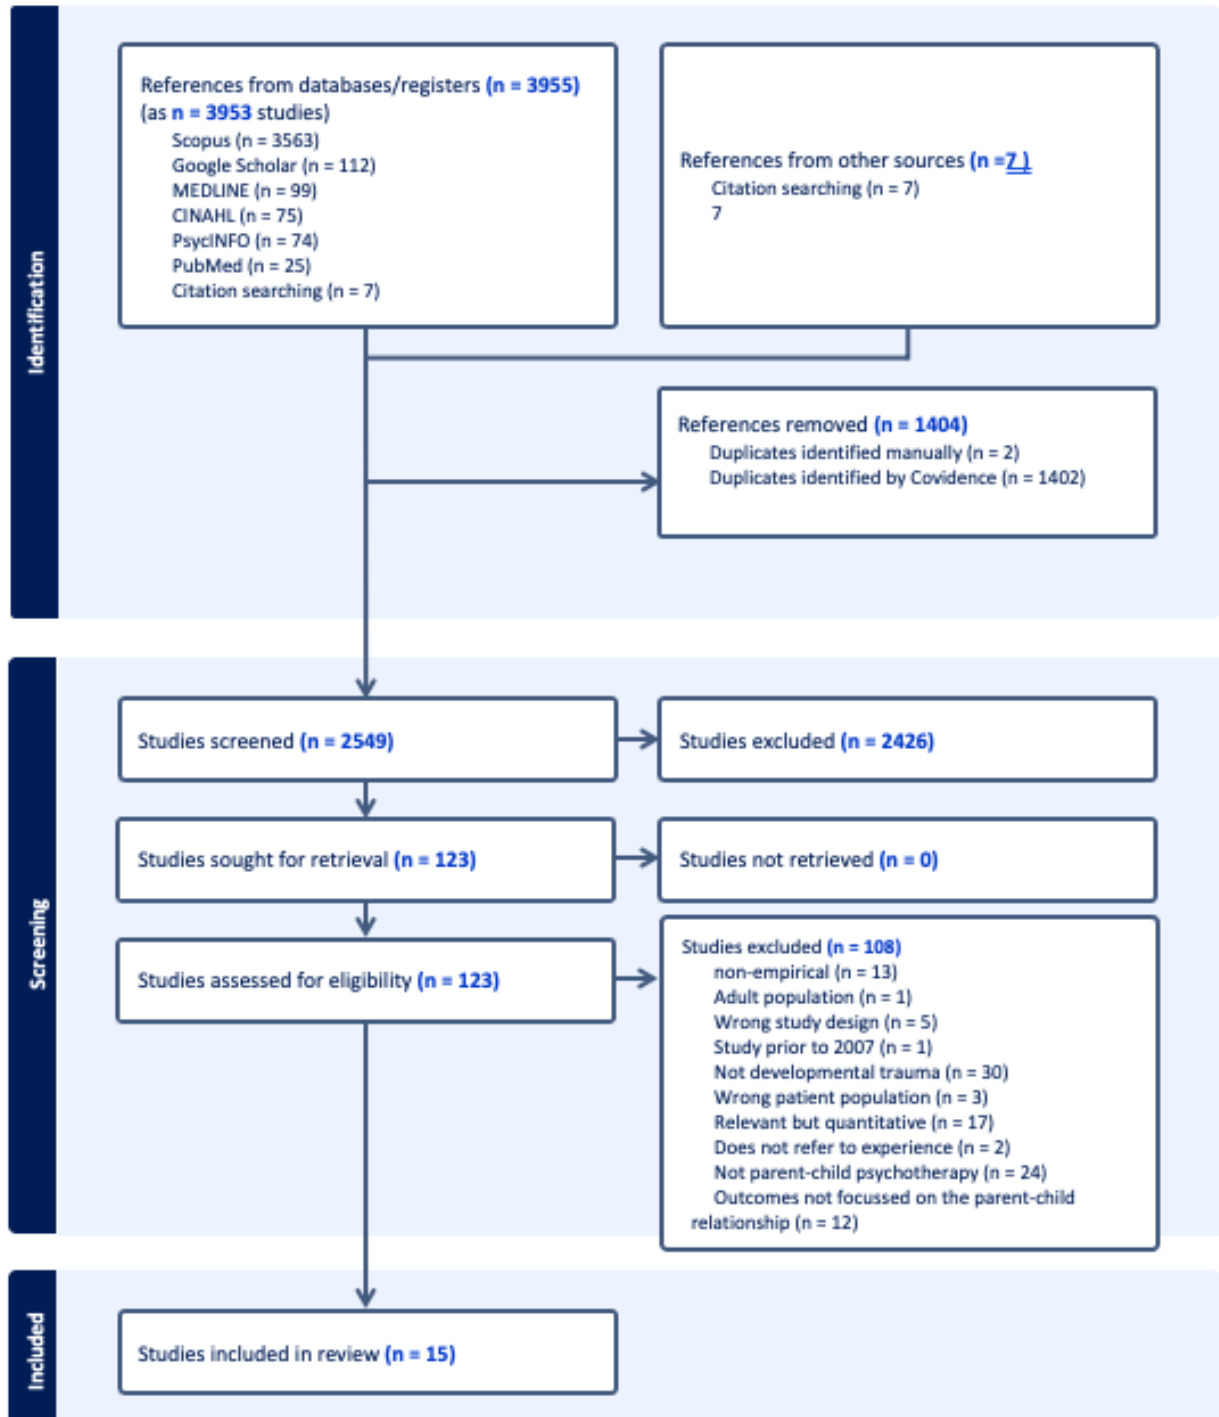 Identification
References from databases/registers (n = 3955)
(as n = 3953 studies)
Scopus (n = 3563)
Google Scholar (n = 112)
MEDLINE (n = 99)
CINAHL (n = 75)
PsycINFO (n = 74)
PubMed (n = 25)
Citation searching (n = 7)
References from other sources (n =7 )
Citation searching (n = 7)
7
References removed (n = 1404)
Duplicates identified manually (n = 2)
Duplicates identified by Covidence (n = 1402)
Screening
Studies screened (n = 2549)
Studies excluded (n = 2426)
Studies sought for retrieval (n = 123)
Studies not retrieved (n = 0)
Studies assessed for eligibility (n = 123)
Studies excluded (n = 108)
non-empirical (n = 13)
Adult population (n = 1)
Wrong study design (n = 5)
Study prior to 2007 (n = 1)
Not developmental trauma (n = 30)
Wrong patient population (n = 3)
Relevant but quantitative (n = 17)
Does not refer to experience (n = 2)
Not parent-child psychotherapy (n = 24)
Outcomes not focussed on the parent-child
relationship (n = 12)
Included
Studies included in review (n = 15)